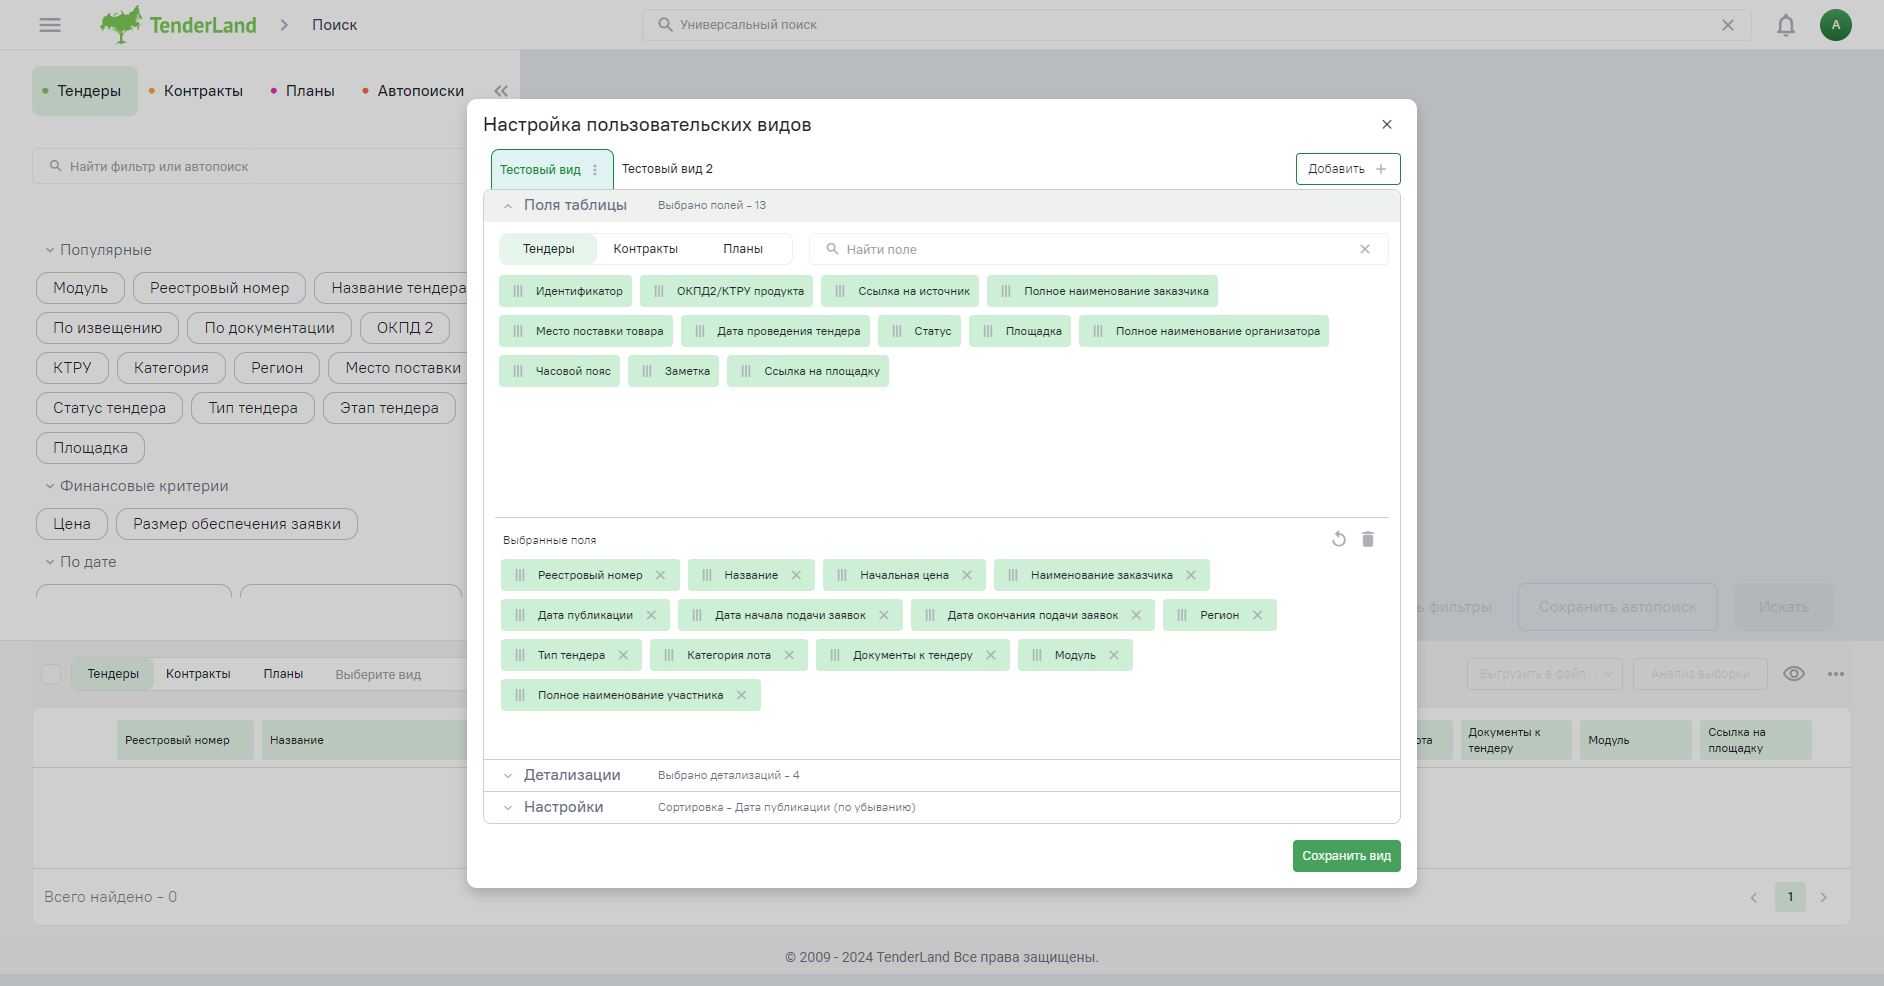 TenderLand
Поиск
Универсальный поиск
А
Тендеры
Контракты
Планы
Автопоиски
Найти фильтр или автопоиск
Популярные
Модуль
Реестровый номер
Название тендера
По извещению
По документации
ОКПД 2
КТРУ
Категория
Регион
Место поставки
Статус тендера
Тип тендера
Этап тендера
Площадка
Финансовые критерии
Цена
Размер обеспечения заявки
По дате
Настройка пользовательских видов
Тестовый вид
Тестовый вид 2
Добавить
Поля таблицы
Выбрано полей - 13
Тендеры
Контракты
Планы
Найти поле
Идентификатор
ОКПД2/КТРУ продукта
Ссылка на источник
Полное наименование заказчика
Место поставки товара
Дата проведения тендера
Статус
Площадка
Полное наименование организатора
Часовой пояс
Заметка
Ссылка на площадку
Выбранные поля
Реестровый номер
Название
Начальная цена
Наименование заказчика
Дата публикации
Дата начала подачи заявок
Дата окончания подачи заявок
Регион
Тип тендера
Категория лота
Документы к тендеру
Модуль
Полное наименование участника
Детализации
Выбрано детализаций - 4
Настройки
Сортировка - Дата публикации (по убыванию)
Сохранить вид
фильтры
Сохранить автопоиск
Искать
Тендеры
Контракты
Планы
Выберите вид
Выгрузить в файл
Анализ выборки
Реестровый номер
Название
Документы к
тендеру
Модуль
Ссылка на
площадку
Всего найдено - 0
1
© 2009 - 2024 TenderLand Все права защищены.